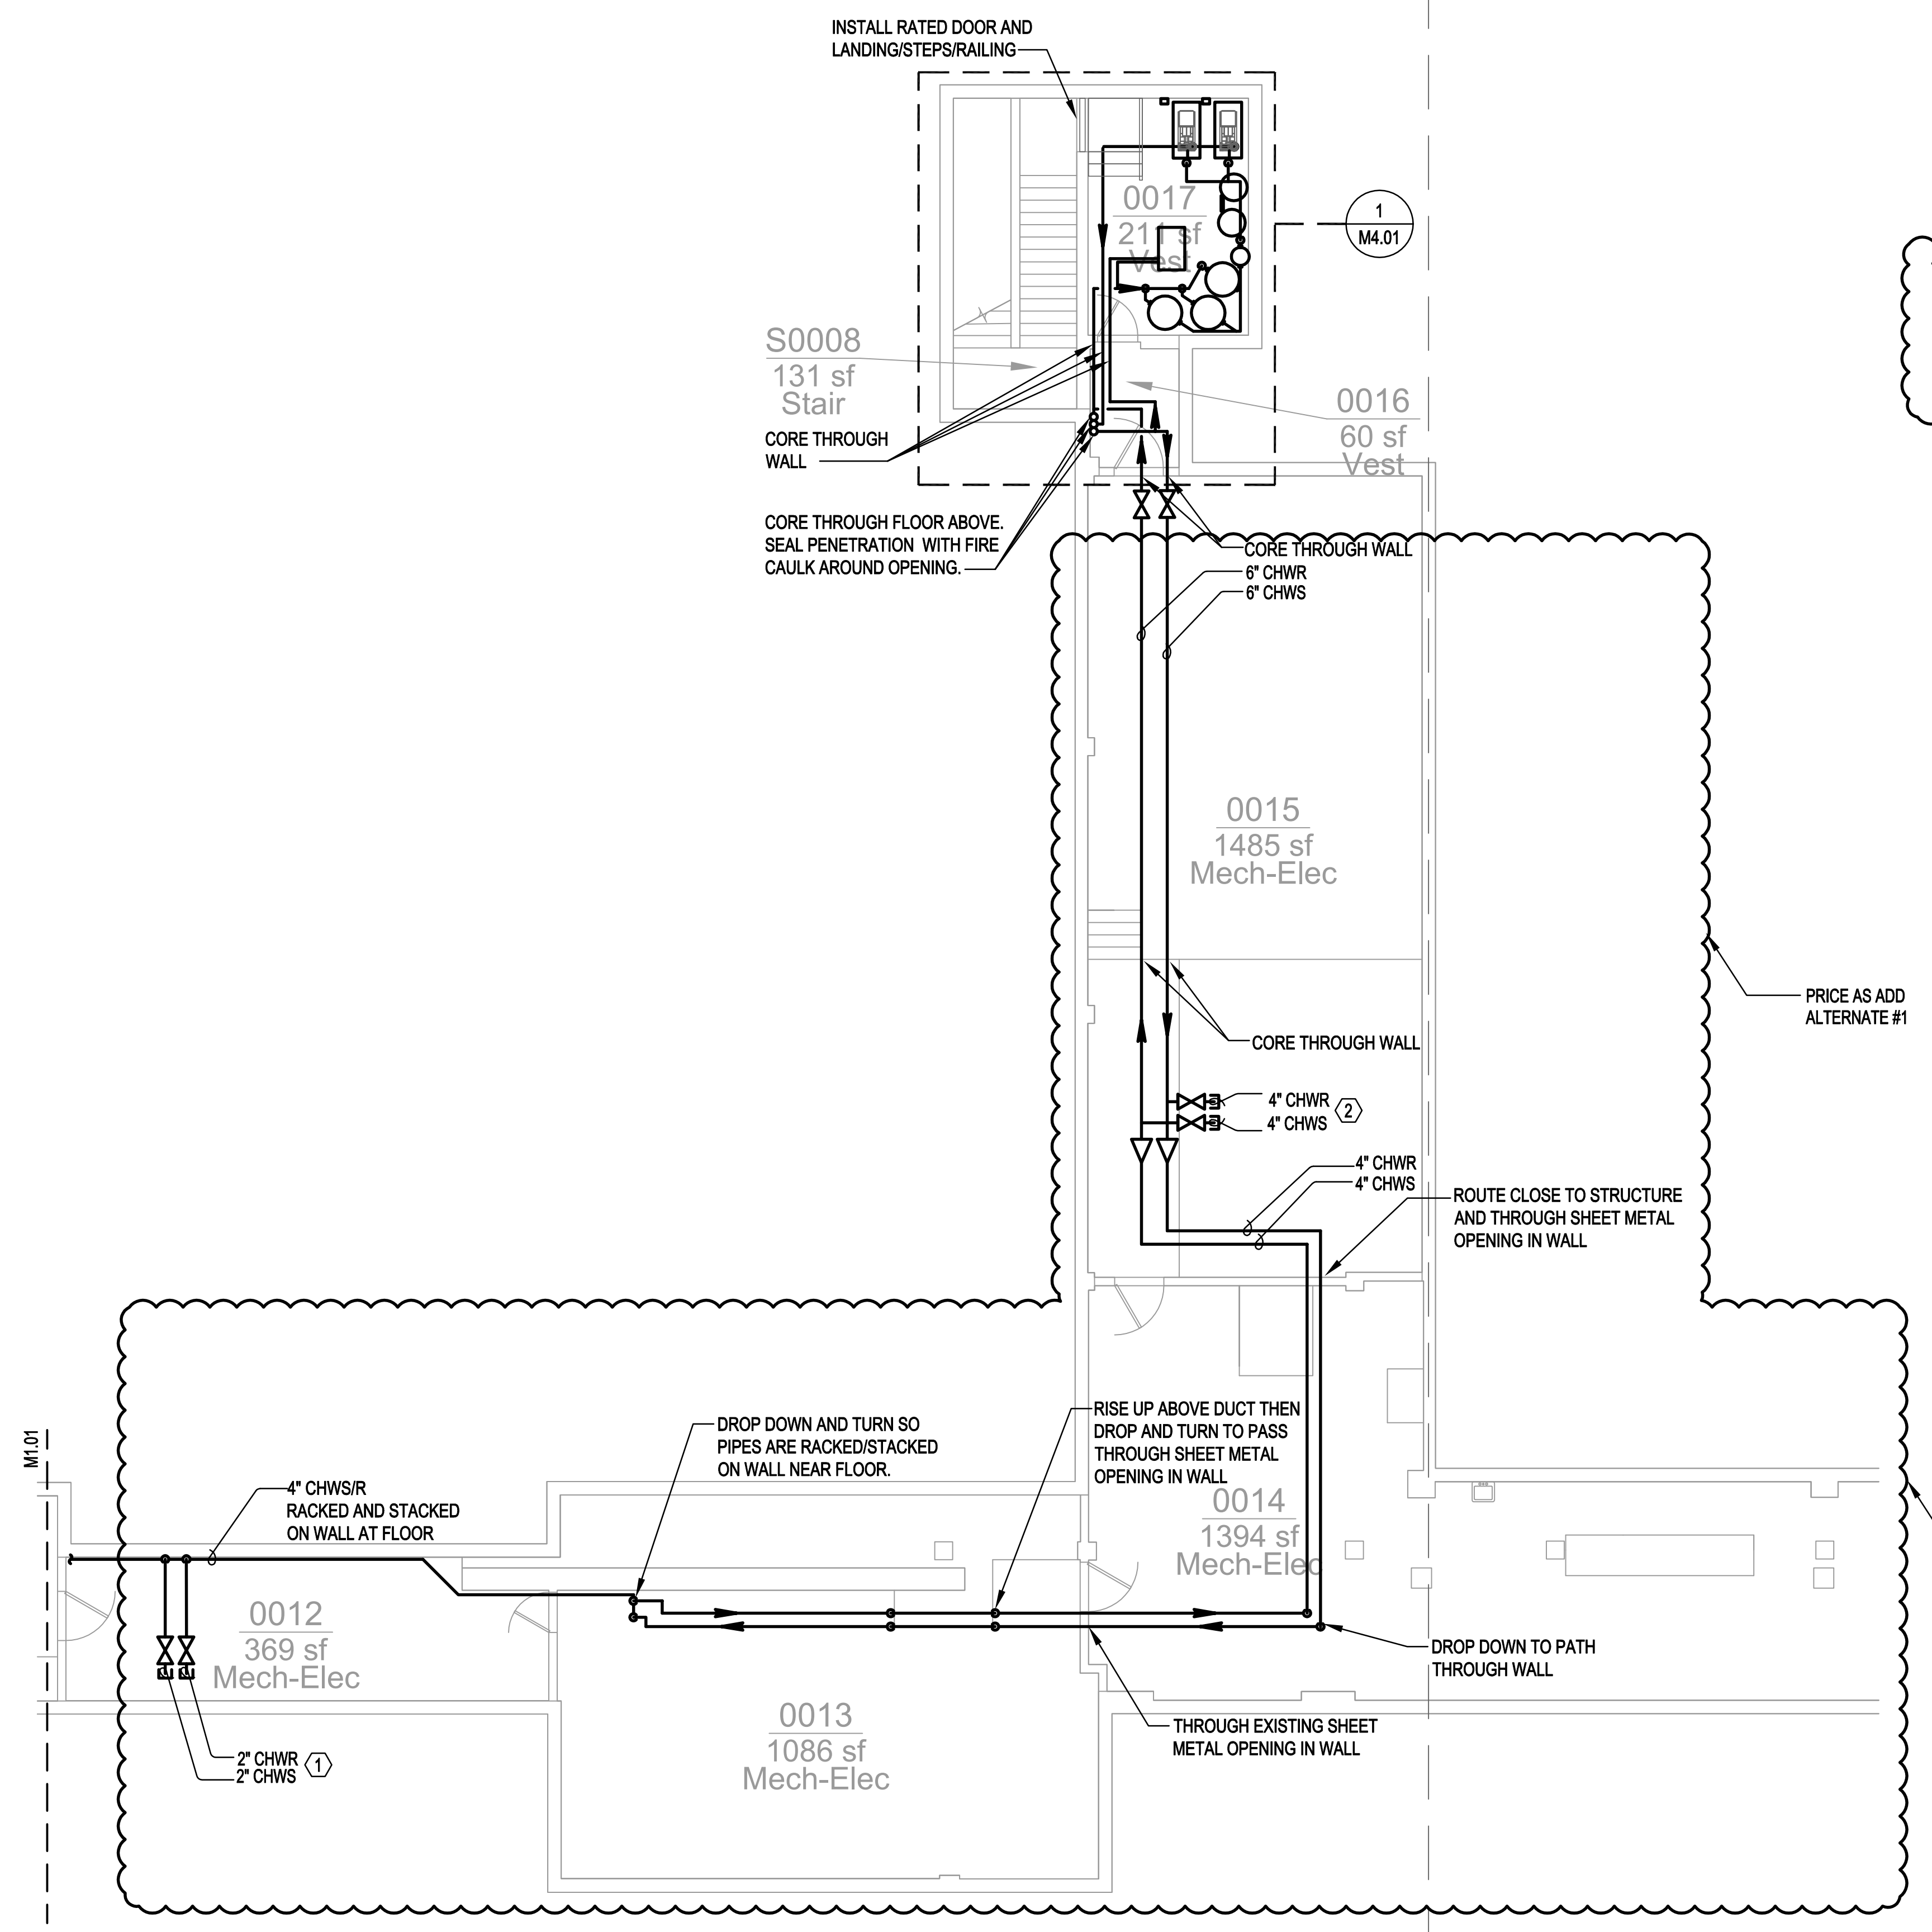 INSTALL RATED DOOR AND
LANDING/STEPS/RAILING
0017
211 sf
Vest
1
M4.01
S0008
131 sf
Stair
0016
60 sf
Vest
CORE THROUGH
WALL
CORE THROUGH FLOOR ABOVE.
SEAL PENETRATION WITH FIRE
CAULK AROUND OPENING.
CORE THROUGH WALL
6" CHWR
6" CHWS
0015
1485 sf
Mech-Elec
PRICE AS ADD
ALTERNATE #1
CORE THROUGH WALL
4" CHWR
4" CHWS
2
4" CHWR
4" CHWS
ROUTE CLOSE TO STRUCTURE
AND THROUGH SHEET METAL
OPENING IN WALL
RISE UP ABOVE DUCT THEN
DROP AND TURN TO PASS
THROUGH SHEET METAL
OPENING IN WALL
DROP DOWN AND TURN SO
PIPES ARE RACKED/STACKED
ON WALL NEAR FLOOR.
M1.01
4" CHWS/R
RACKED AND STACKED
ON WALL AT FLOOR
0014
1394 sf
Mech-Elec
0012
369 sf
Mech-Elec
DROP DOWN TO PATH
THROUGH WALL
0013
1086 sf
Mech-Elec
THROUGH EXISTING SHEET
METAL OPENING IN WALL
2" CHWR
2" CHWS
1